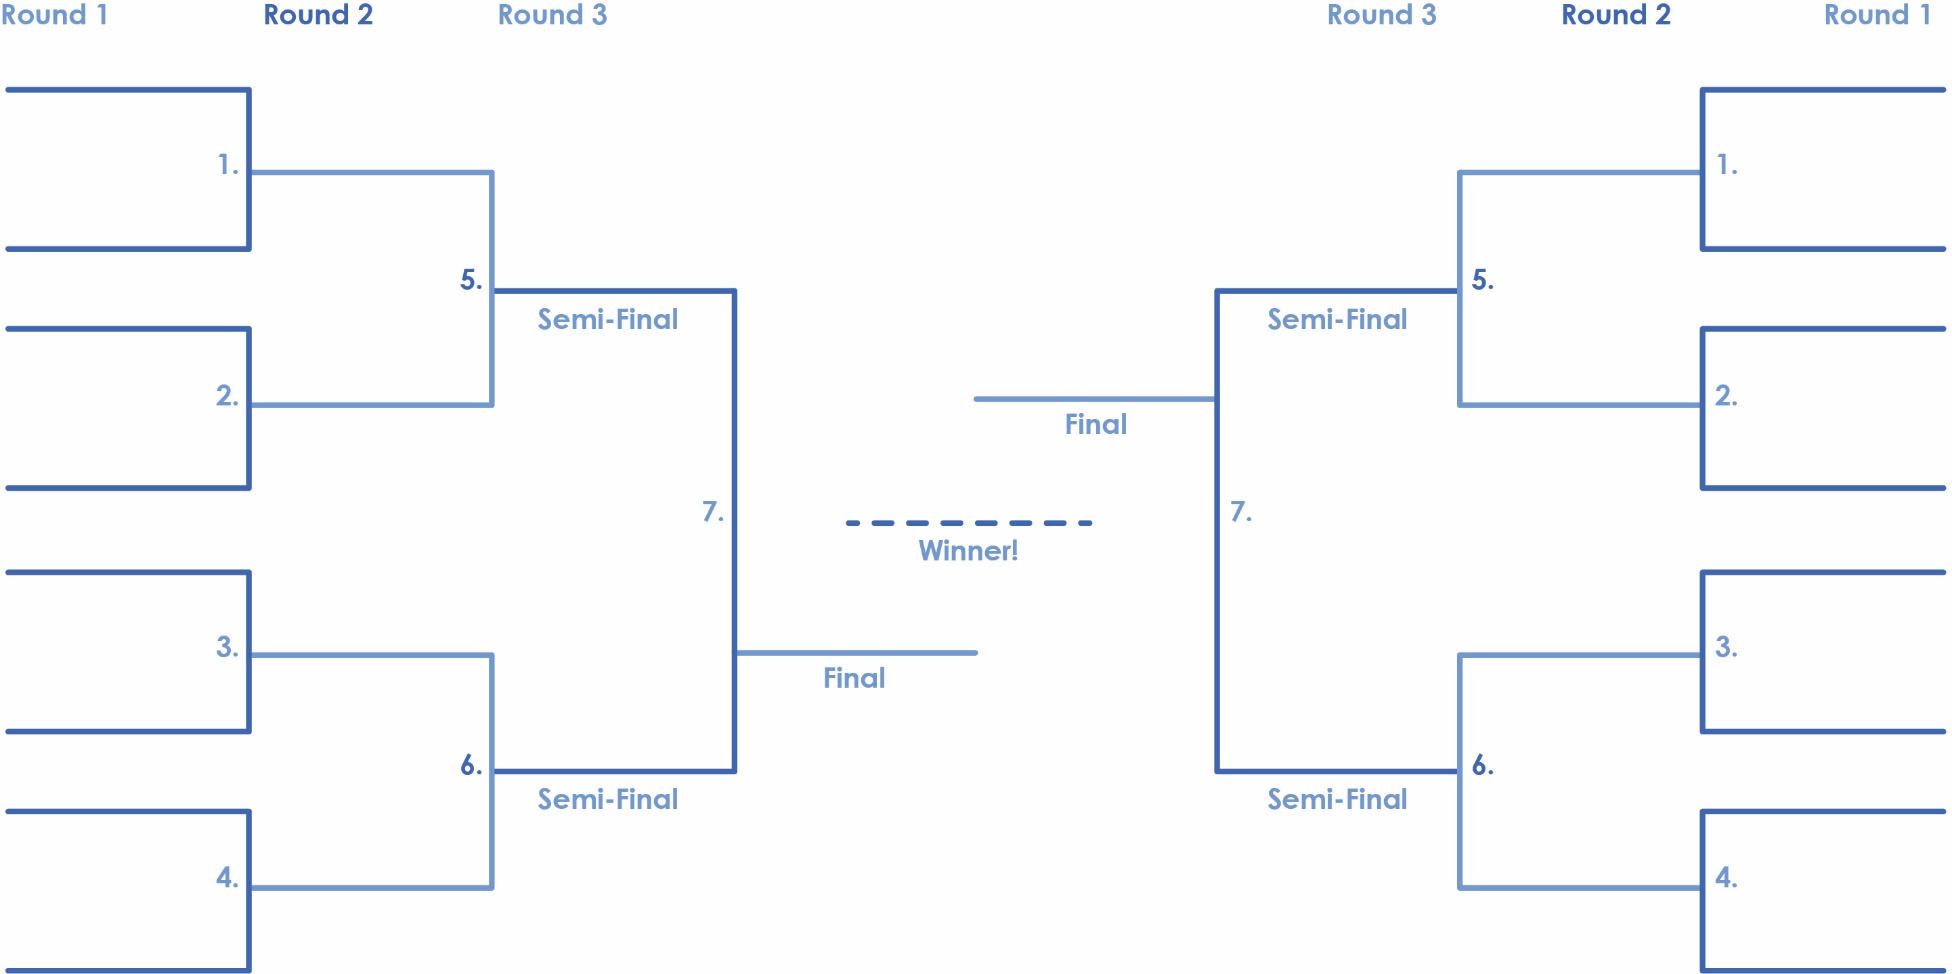 Round 1 Round 2 Round 3 Round 3 Round 2 Round 1
1. 1.
5. 5.
Semi-Final Semi-Final
2. 2.
Final
7. 7.
Winner!
3. 3.
Final
6. 6.
Semi-Final Semi-Final
4. 4.